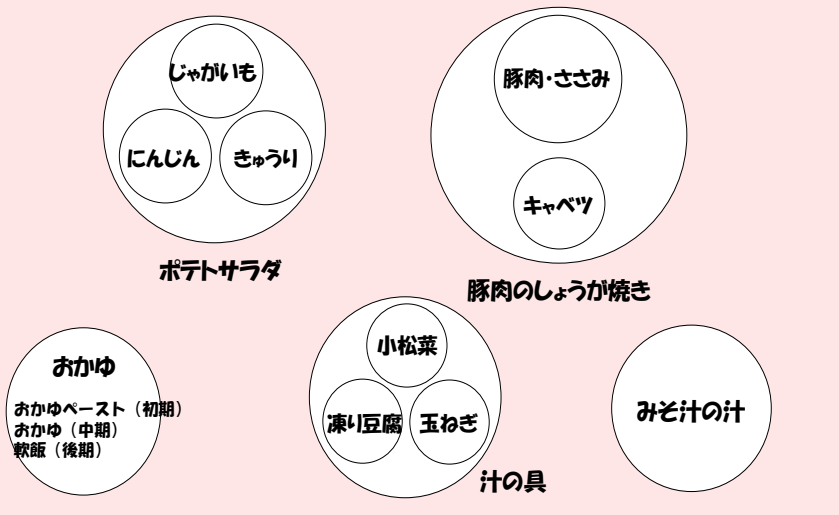 じゃがいも
にんじん
きゅうり
ポテトサラダ
豚肉・ささみ
キャベツ
豚肉のしょうが焼き
おかゆ
おかゆペースト（初期）
おかゆ（中期）
軟飯（後期）
小松菜
凍り豆腐
玉ねぎ
汁の具
みそ汁の汁